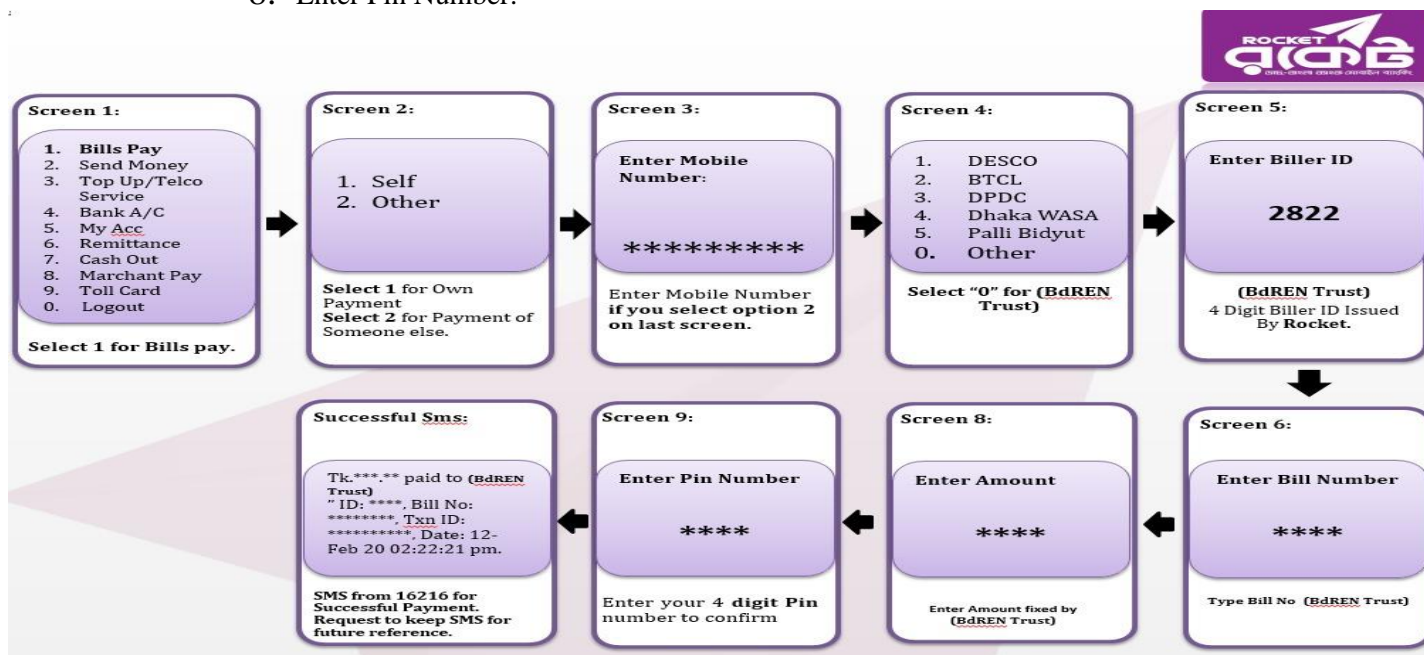 Enter Pin Number.
ROCKET
রকেট
Screen 1:
1. Bills Pay
2. Send Money
3. Top Up/Telco
Service
4. Bank A/C
5. My Acc
6. Remittance
7. Cash Out
8. Marchant Pay
9. Toll Card
0. Logout
Select 1 for Bills pay.
Screen 2:
1. Self
2. Other
Select 1 for Own
Payment
Select 2 for Payment of
Someone else.
Screen 3:
Enter Mobile
Number:
*********
Enter Mobile Number
if you select option 2
on last screen.
Screen 4:
1. DESCO
2. BTCL
3. DPDC
4. Dhaka WASA
5. Palli Bidyut
0. Other
Select “0” for (BdREN
Trust)
Screen 5:
Enter Biller ID
2822
(BdREN Trust)
4 Digit Biller ID Issued
By Rocket.
Screen 6:
Enter Bill Number
****
Type Bill No (BdREN Trust)
Screen 8:
Enter Amount
****
Enter Amount fixed by
(BdREN Trust)
Screen 9:
Enter Pin Number
****
Enter your 4 digit Pin
number to confirm
Successful Sms:
Tk.***.** paid to (BdREN
Trust)
" ID: ****, Bill No:
********, Txn ID:
**********, Date: 12-
Feb 20 02:22:21 pm.
SMS from 16216 for
Successful Payment.
Request to keep SMS for
future reference.